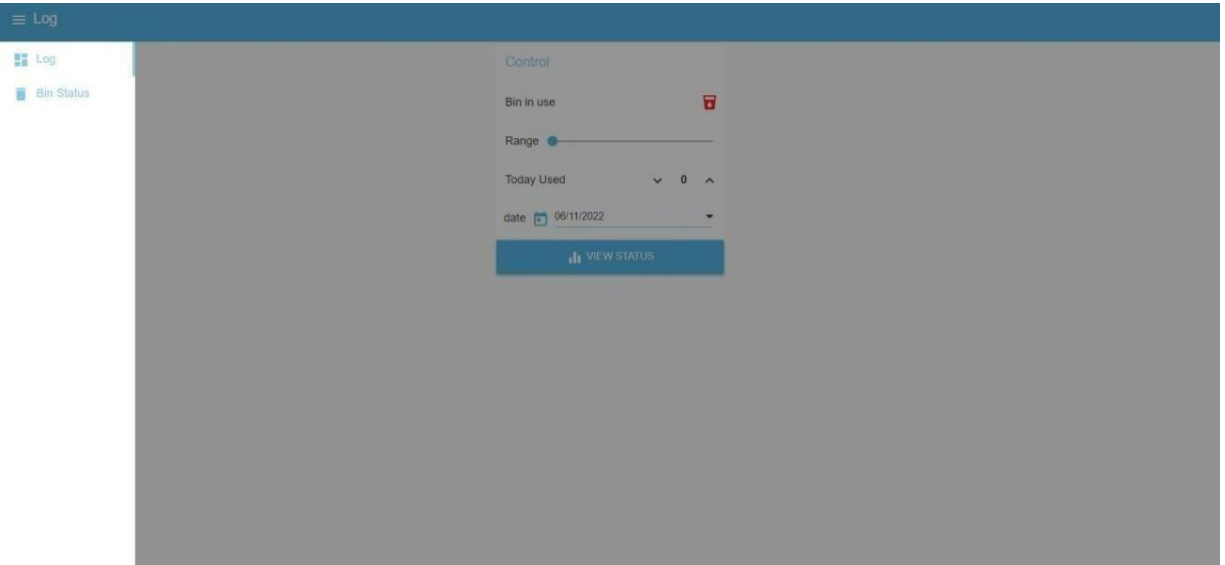 Log
Log
Bin Status
Control
Bin in use
Range
Today Used 0
date 06/11/2022
VIEW STATUS